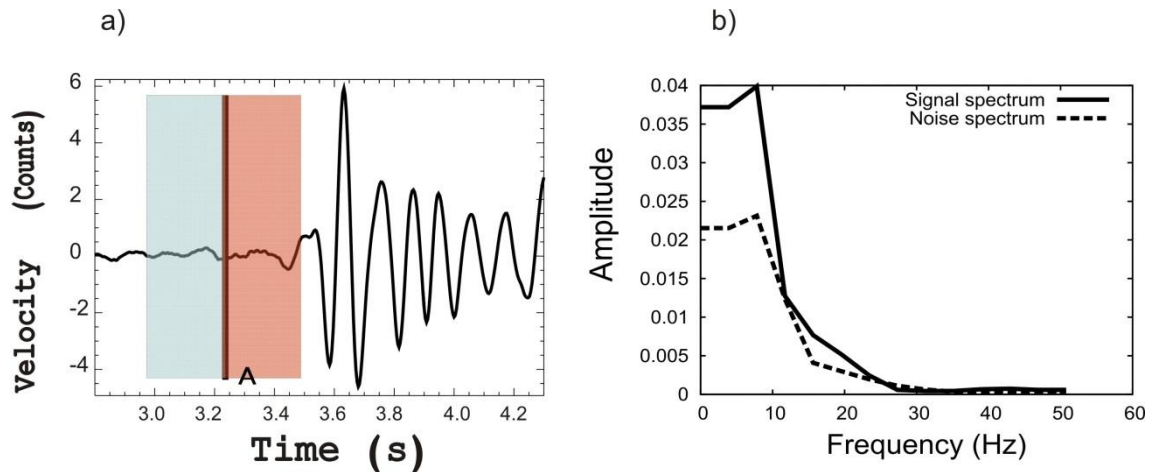 a)
6
4
2
0
-2
-4
Velocity (Counts)
A
3.0 3.2 3.4 3.6 3.8 4.0 4.2
Time (s)
b)
0.04
0.035
0.03
0.025
0.02
0.015
0.01
0.005
0
Amplitude
Signal spectrum
Noise spectrum
0 10 20 30 40 50 60
Frequency (Hz)